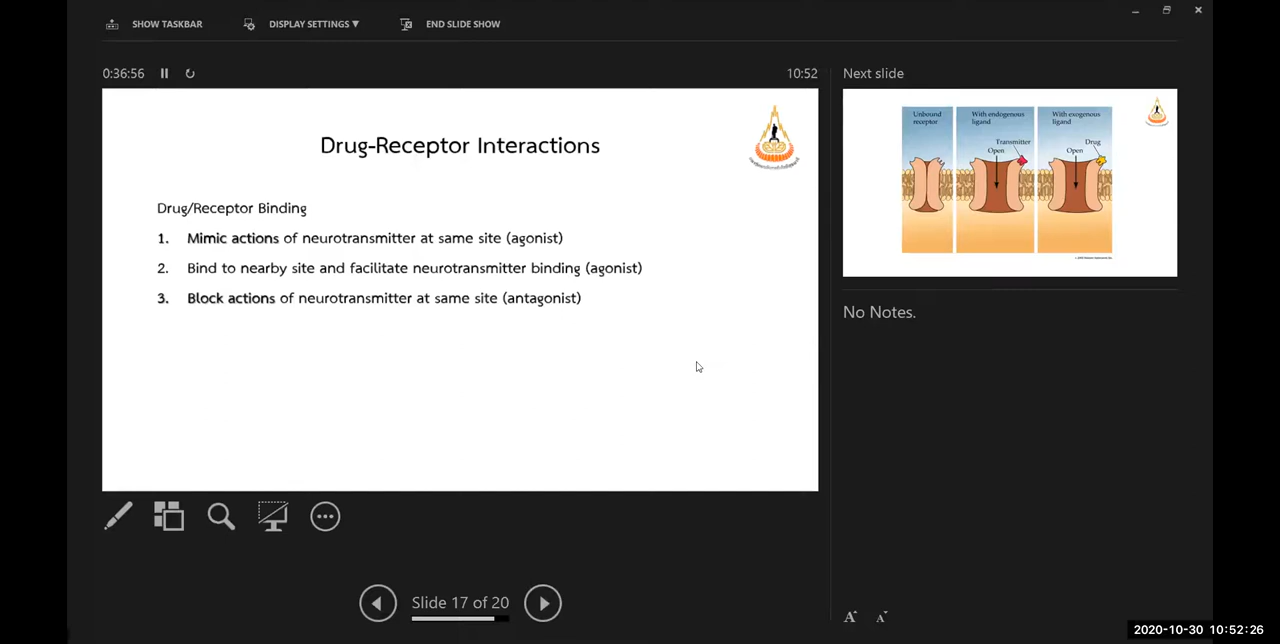 SHOW TASKBAR
DISPLAY SETTINGS ▼
END SLIDE SHOW
0:36:56
10:52
Drug-Receptor Interactions
Drug/Receptor Binding
1. Mimic actions of neurotransmitter at same site (agonist)
2. Bind to nearby site and facilitate neurotransmitter binding (agonist)
3. Block actions of neurotransmitter at same site (antagonist)
Next slide
Unbound
receptor
With endogenous
ligand
Transmitter
Open
With exogenous
ligand
Drug
Open
No Notes.
Slide 17 of 20
A A
2020-10-30 10:52:26